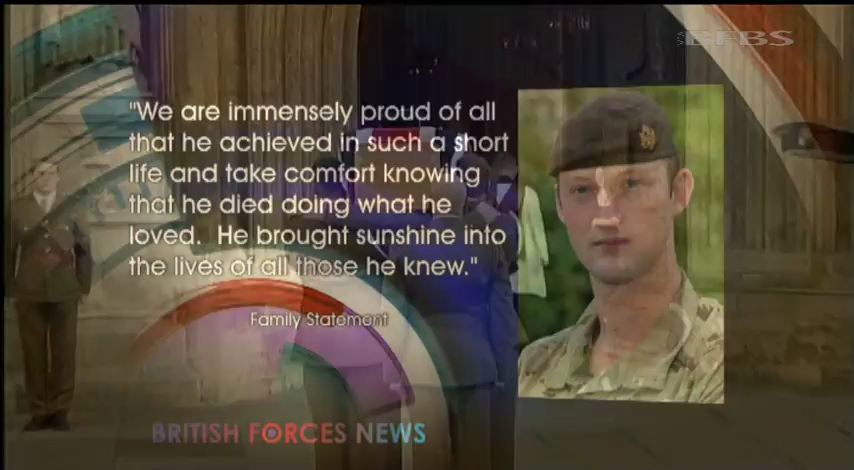 BFBS
"We are immensely proud of all
that he achieved in such a short
life and take comfort knowing
that he died doing what he
loved. He brought sunshine into
the lives of all those he knew."
Family Statement
BRITISH FORCES NEWS